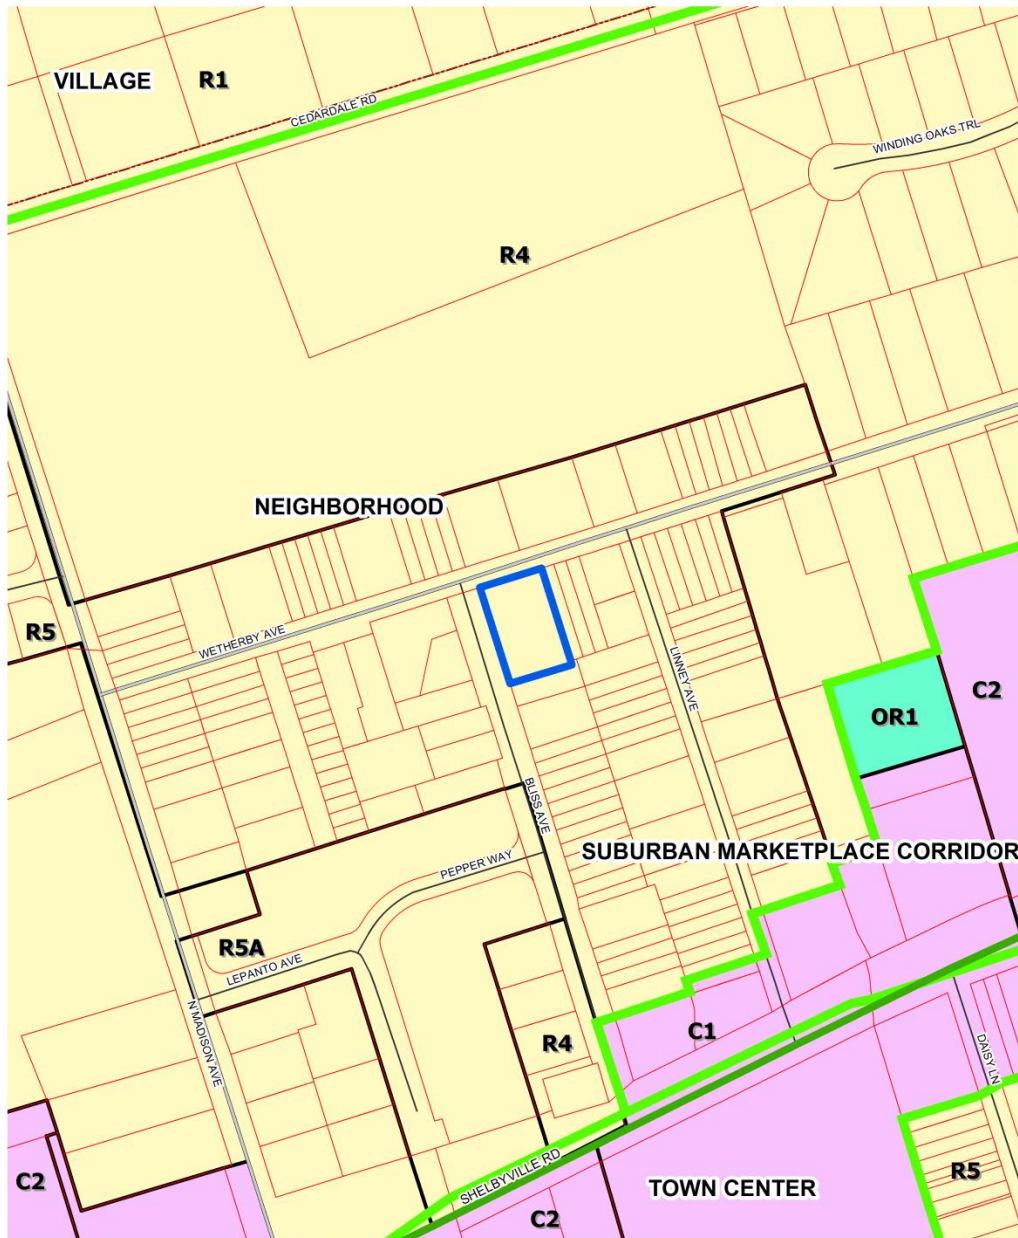 VILLAGE
R1
CEDARDALE RD
WINDING OAKS TRL
R4
NEIGHBORHOOD
R5
WETHERBY AVE
LINNEY AVE
C2
OR1
BLISS AVE
SUBURBAN MARKETPLACE CORRIDOR
PEPPER WAY
R5A
LEPANTO AVE
N MADISON AVE
C1
R4
DAISY LN
SHELBYVILLE RD
R5
C2
TOWN CENTER
C2